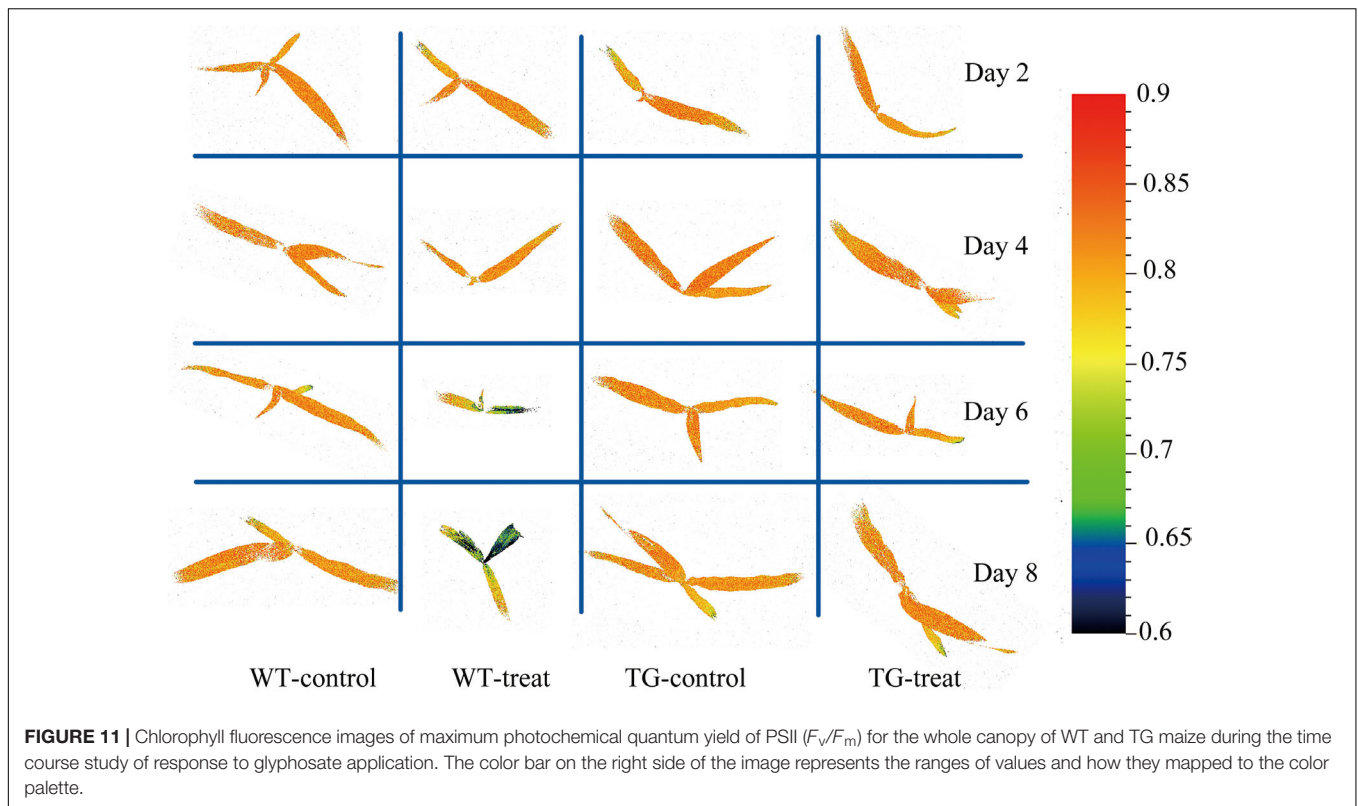 Day 2
0.9
0.85
Day 4
0.8
0.75
Day 6
0.7
0.65
Day 8
0.6
WT-control WT-treat TG-control TG-treat
FIGURE 11 | Chlorophyll fluorescence images of maximum photochemical quantum yield of PSII (Fv/Fm) for the whole canopy of WT and TG maize during the time
course study of response to glyphosate application. The color bar on the right side of the image represents the ranges of values and how they mapped to the color
palette.